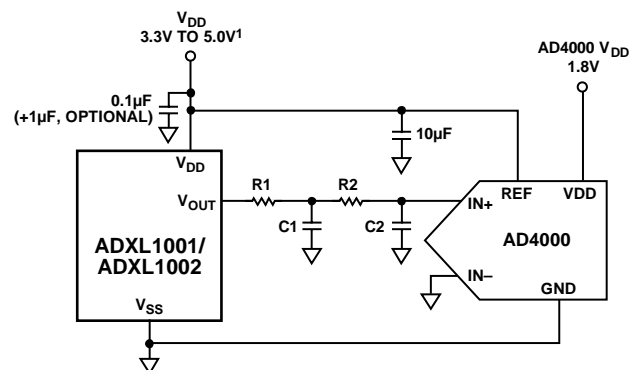 VDD
3.3V TO 5.0V1
AD4000 VDD
1.8V
0.1µF
(+1µF, OPTIONAL)
10µF
VDD
R1
R2
REF
VDD
VOUT
IN+
C1
C2
ADXL1001/
ADXL1002
AD4000
IN–
GND
VSS